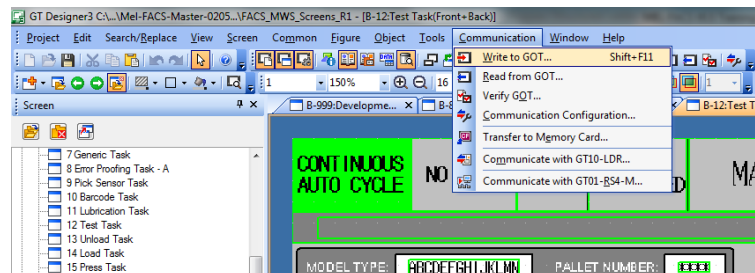 GT Designer3 C:\...\Mel-FACS-Master-0205...\FACS_MWS_Screens_R1 - [B-12:Test Task(Front+Back)]
Project Edit Search/Replace View Screen Common Figure Object Tools Communication Window Help
Write to GOT... Shift+F11
1 150% 16 1
Read from GOT...
Screen
B-999:Developme... B-8 B-12:Test T
Verify GOT...
Communication Configuration...
Transfer to Memory Card...
Communicate with GT10-LDR...
Communicate with GT01-RS4-M...
7 Generic Task
8 Error Proofing Task - A
9 Pick Sensor Task
10 Barcode Task
11 Lubrication Task
12 Test Task
13 Unload Task
14 Load Task
15 Press Task
CONTINUOUS
AUTO CYCLE
NO
D
MA
MODEL TYPE: ABCDEFGHIJKLMN PALLET NUMBER: